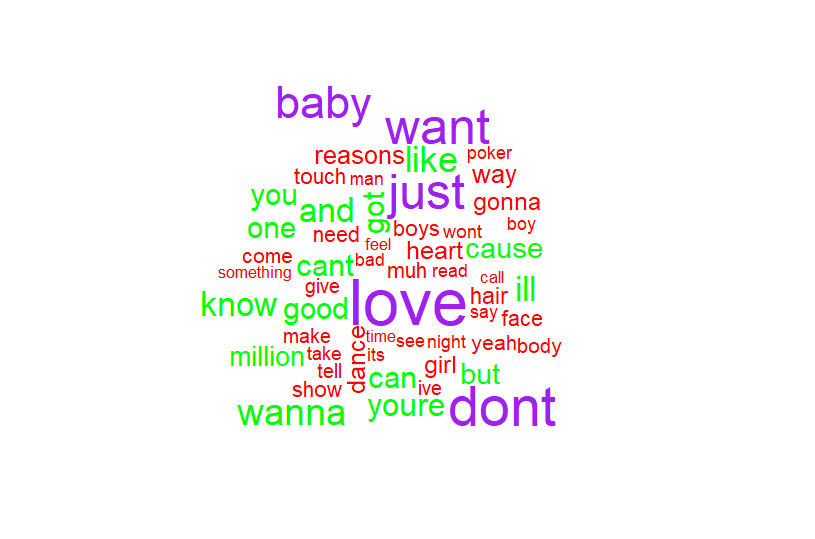 baby
want
reasons
like
poker
touch
man
just
way
you
and
got
gonna
one
need
boys
wont
boy
feel
heart
cause
come
cant
bad
something
muh
read
call
give
love
hair
ill
know
good
say
face
make
time
see
night
yeah
body
million
take
its
dance
tell
girl
can
but
show
ive
wanna
youre
dont